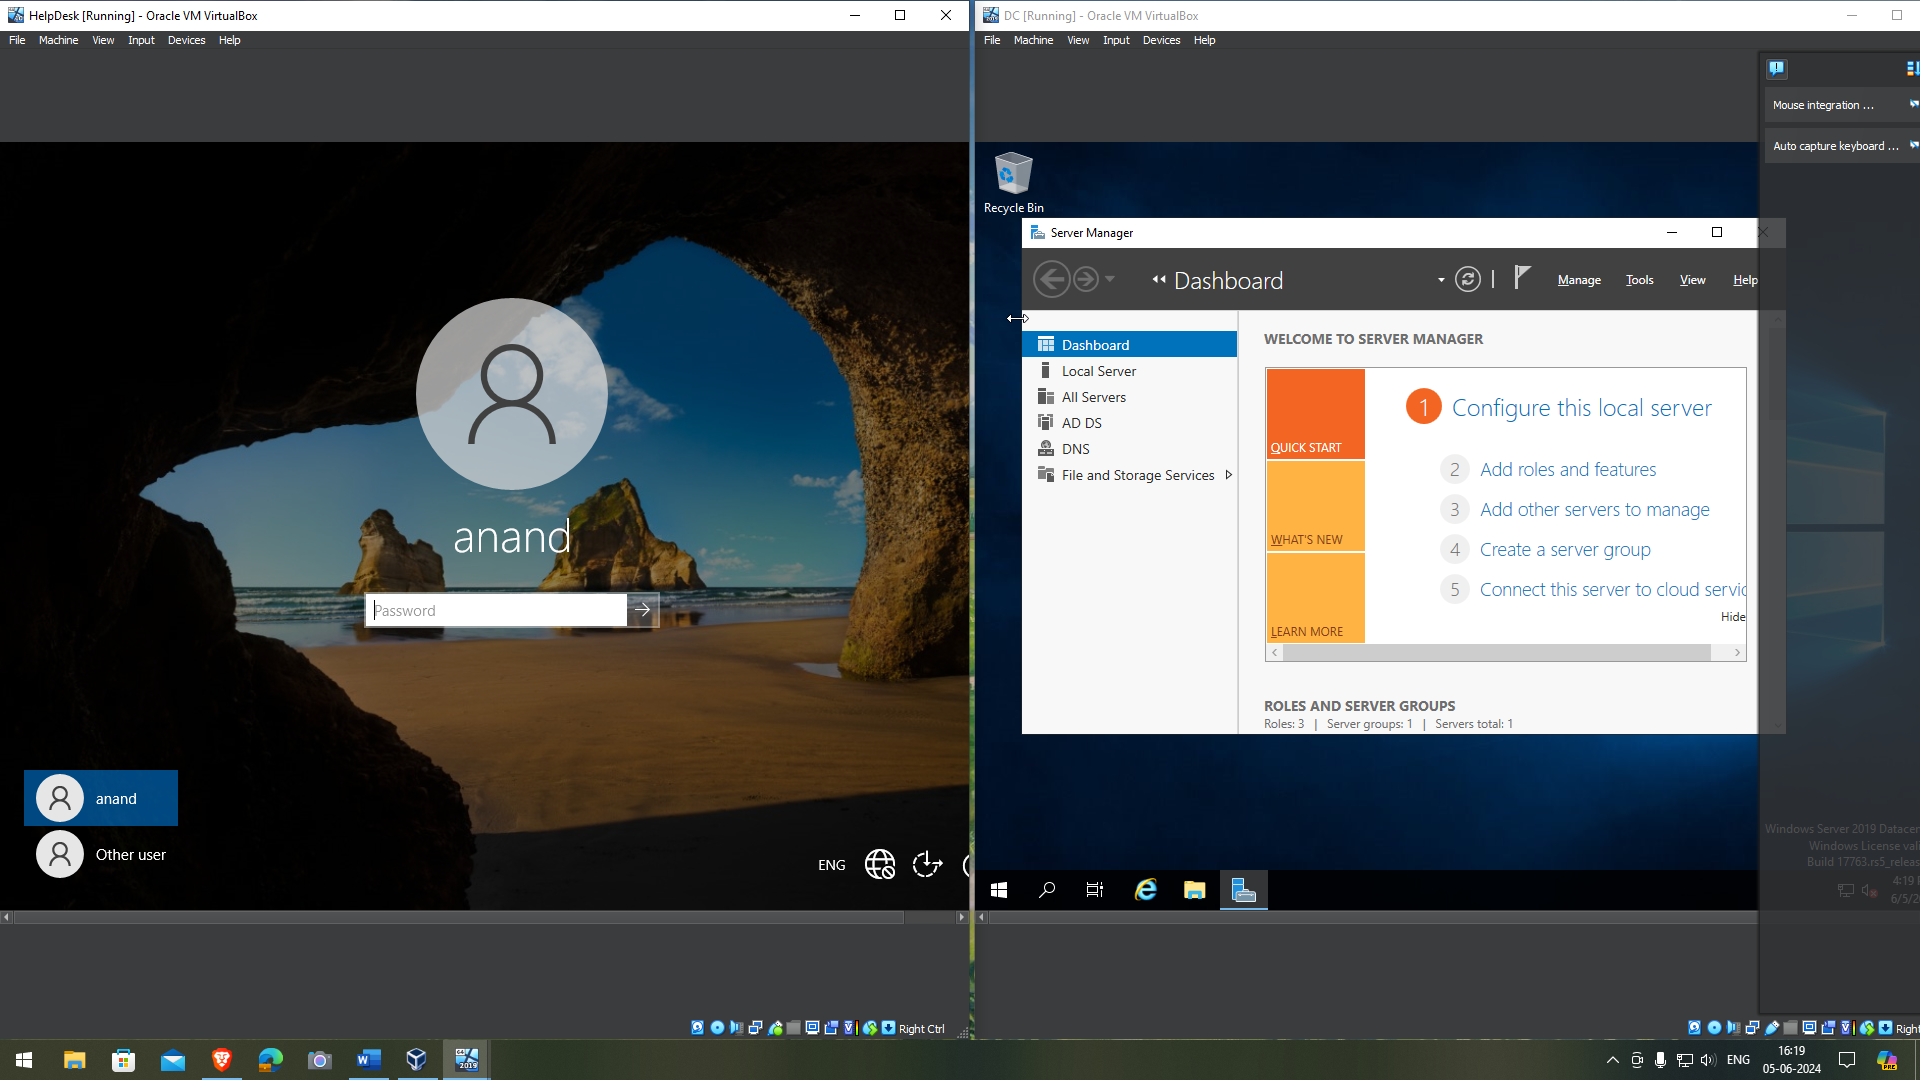 HelpDesk [Running] - Oracle VM VirtualBox
File Machine View Input Devices Help
anand
Password
anand
Other user
ENG
Right Ctrl
DC [Running] - Oracle VM VirtualBox
File Machine View Input Devices Help
Mouse integration ...
Auto capture keyboard ...
Recycle Bin
Server Manager
Dashboard
Manage Tools View Help
Dashboard
Local Server
All Servers
AD DS
DNS
File and Storage Services
WELCOME TO SERVER MANAGER
QUICK START
WHAT'S NEW
LEARN MORE
1 Configure this local server
2 Add roles and features
3 Add other servers to manage
4 Create a server group
5 Connect this server to cloud servic
Hide
ROLES AND SERVER GROUPS
Roles: 3 | Server groups: 1 | Servers total: 1
Windows Server 2019 Datacen
Windows License vali
Build 17763.rs5_releas
4:19 P
6/5/20
Right
ENG
16:19
05-06-2024